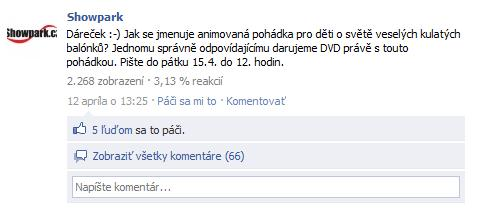 Showpark
Showpark.c
Dáreček :-) Jak se jmenuje animovaná pohádka pro děti o světě veselých kulatých
balónků? Jednomu správně odpovídajícímu darujeme DVD právě s touto
pohádkou. Pište do pátku 15.4. do 12. hodin.
2.268 zobrazení · 3,13 % reakcií
12 apríla o 13:25 · Páči sa mi to · Komentovať
5 ľuďom sa to páči.
Zobraziť všetky komentáre (66)
Napíšte komentár...